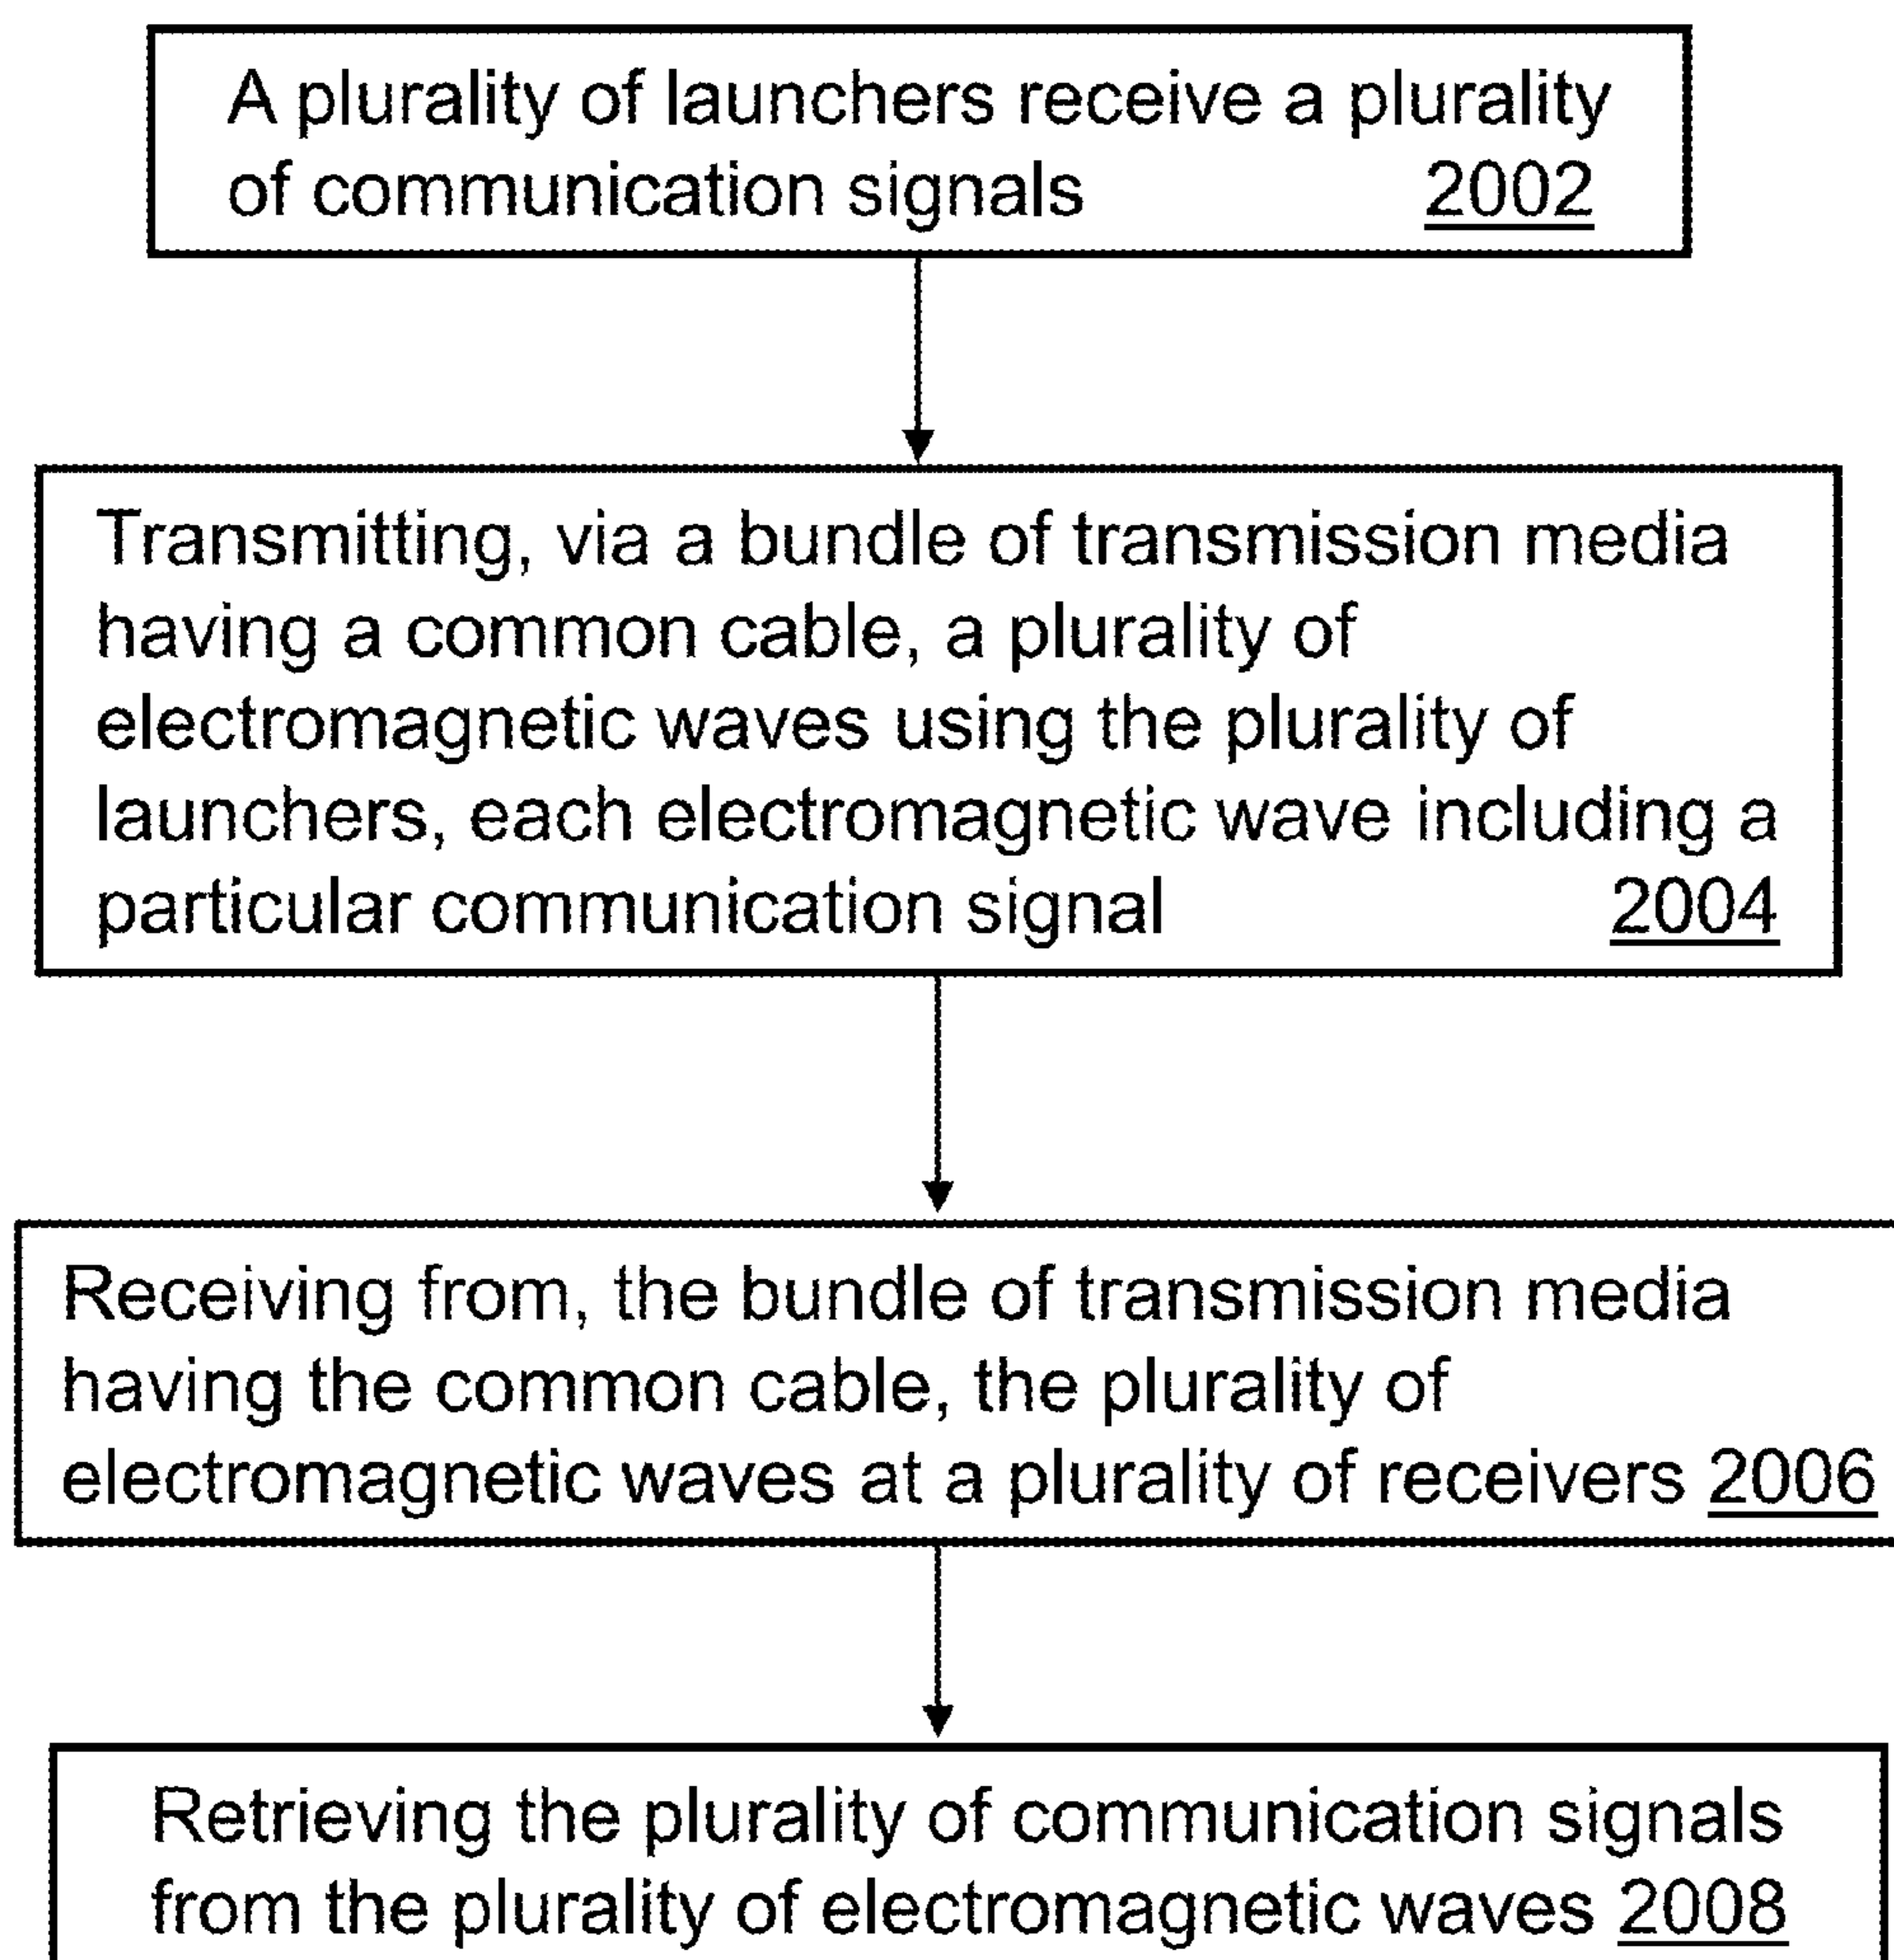 A plurality of launchers receive a plurality
of communication signals 2002
Transmitting, via a bundle of transmission media
having a common cable, a plurality of
electromagnetic waves using the plurality of
launchers, each electromagnetic wave including a
particular communication signal 2004
Receiving from, the bundle of transmission media
having the common cable, the plurality of
electromagnetic waves at a plurality of receivers 2006
Retrieving the plurality of communication signals
from the plurality of electromagnetic waves 2008